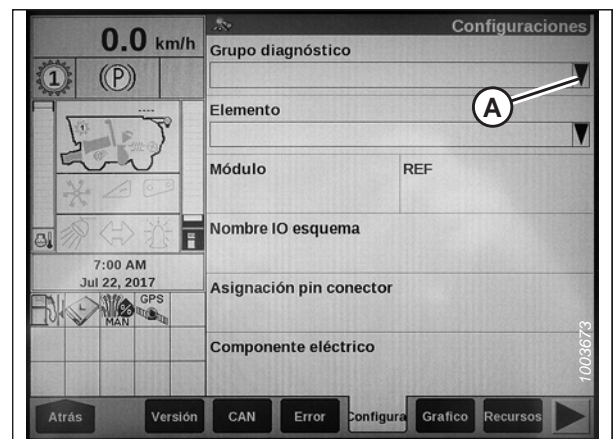 0.0 km/h
Configuraciones
Grupo diagnóstico
1
(P)
A
Elemento
Módulo
REF
Nombre IO esquema
7:00 AM
Jul 22, 2017
Asignación pin conector
GPS
MAN
Componente eléctrico
1003673
Atrás
Versión
CAN
Error
Configura
Grafico
Recursos